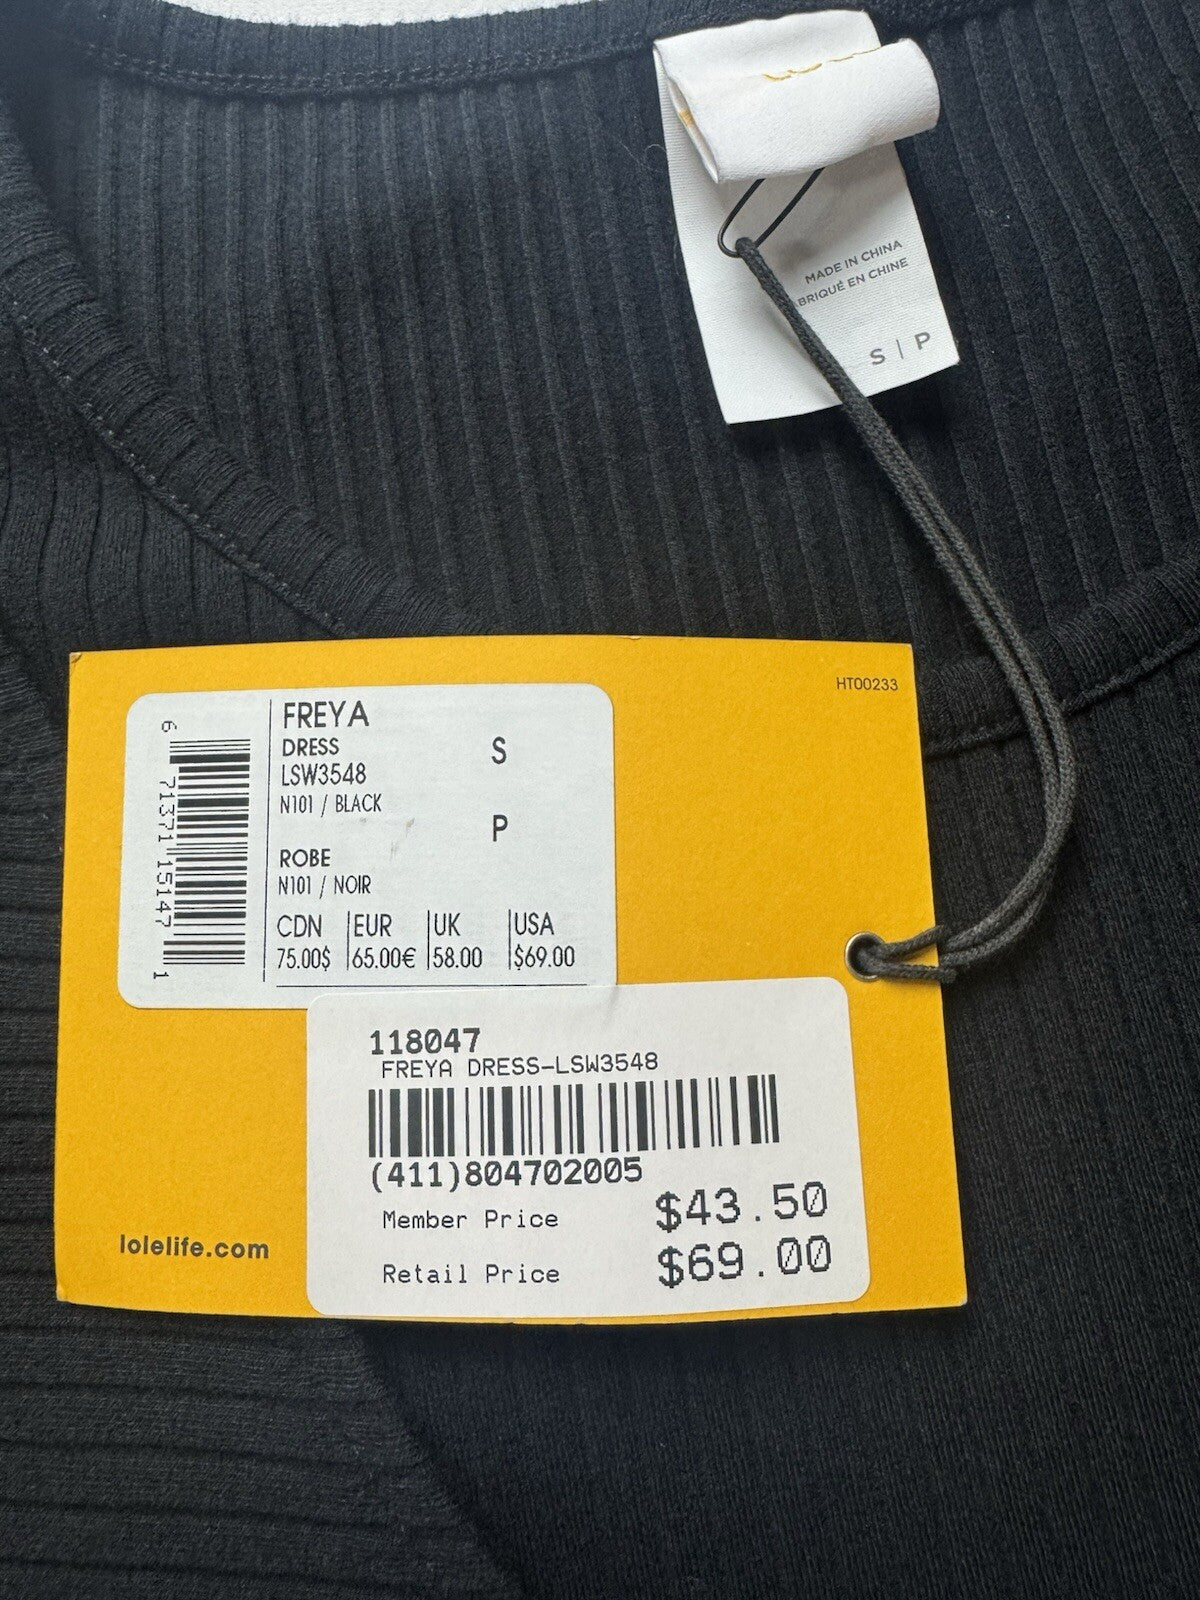 MADE IN CHINA
BRIQUÉ EN CHINE
S | P
HT00233
FREYA
DRESS
LSW3548
N101 / BLACK
S
P
ROBE
N101 / NOIR
CDN EUR UK USA
75.00$ 65.00€ 58.00 $69.00
6 71371 15147 1
118047
FREYA DRESS-LSW3548
(411)804702005
Member Price $43.50
Retail Price $69.00
lolelife.com